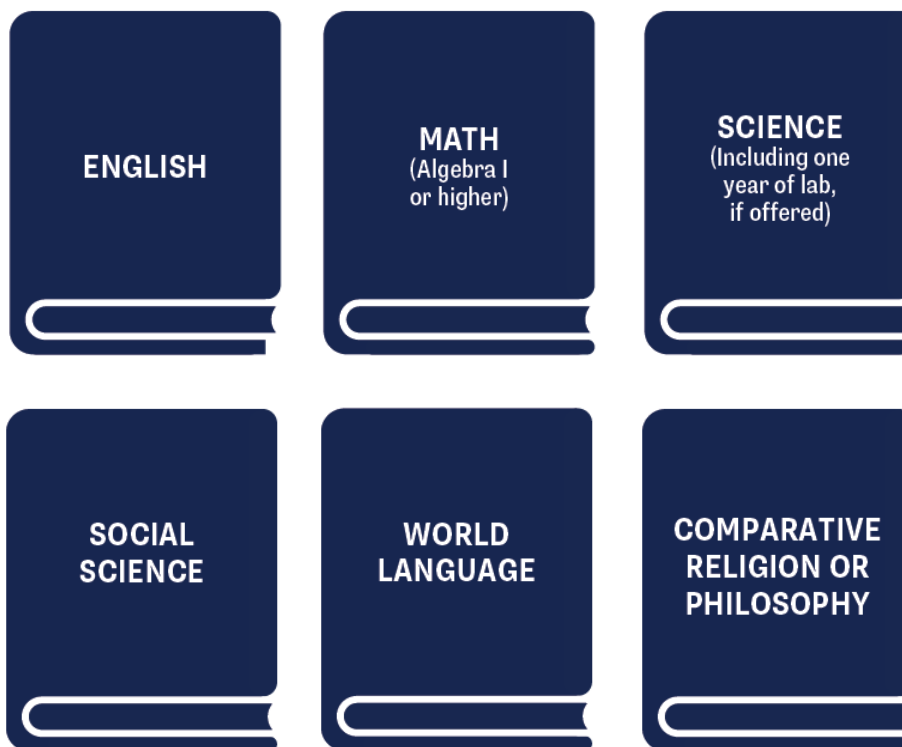 ENGLISH
MATH
(Algebra I
or higher)
SCIENCE
(Including one
year of lab,
if offered)
SOCIAL
SCIENCE
WORLD
LANGUAGE
COMPARATIVE
RELIGION OR
PHILOSOPHY